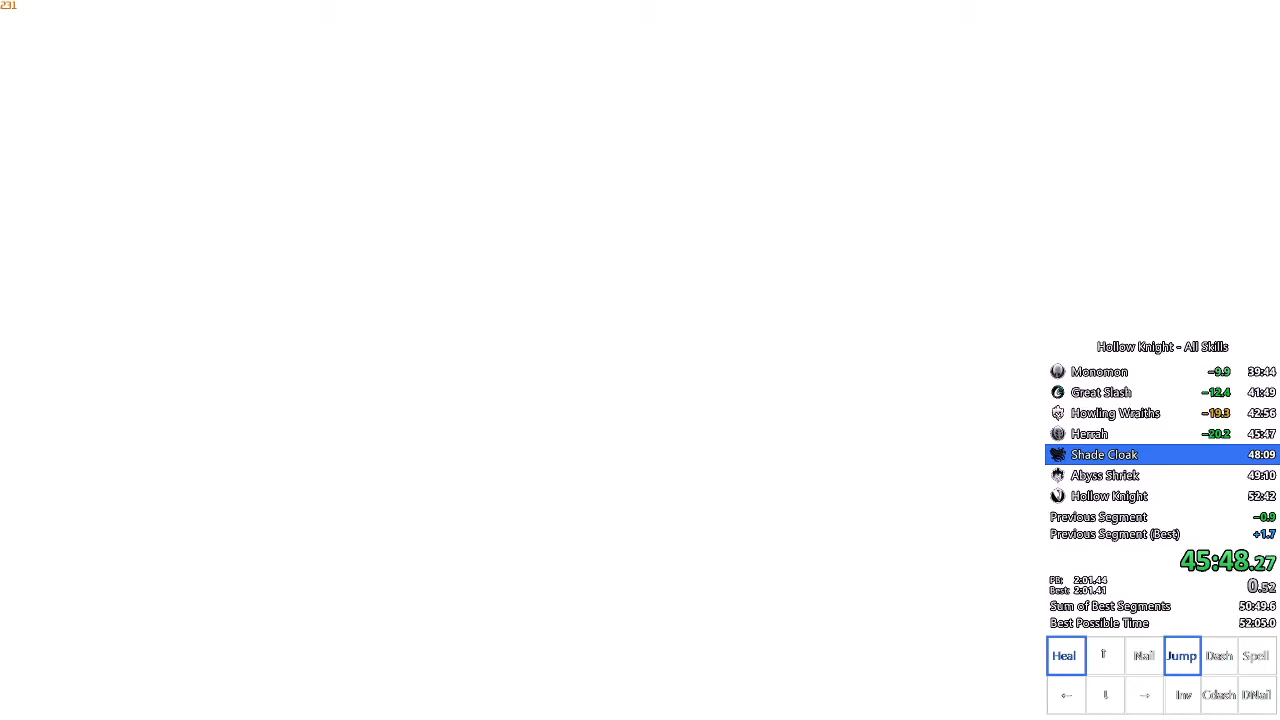 231
Hollow Knight - All Skills
Monomon -9.9 39:44
Great Slash -12.4 41:49
Howling Wraiths -19.3 42:56
Herrah -20.2 45:47
Shade Cloak 48:09
Abyss Shriek 49:10
Hollow Knight 52:42
Previous Segment -0.9
Previous Segment (Best) +1.7
45:48.27
PB: 2:01.44
Best: 2:01.41
0.52
Sum of Best Segments 50:49.6
Best Possible Time 52:05.0
Heal ↑ Nail Jump Dash Spell
← ↓ → Inv Cdash DNail